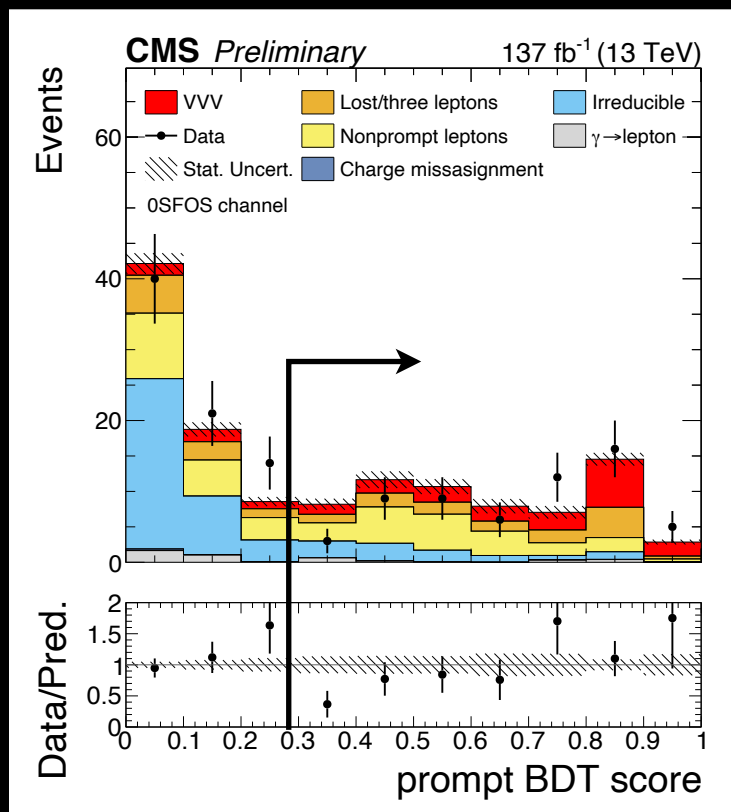 CMS Preliminary 137 fb⁻¹ (13 TeV)
Events
VVV Lost/three leptons Irreducible
Data Nonprompt leptons γ→lepton
Stat. Uncert. Charge missasignment
0SFOS channel
60
40
20
0
Data/Pred.
2
1.5
1
0.5
0
0 0.1 0.2 0.3 0.4 0.5 0.6 0.7 0.8 0.9 1
prompt BDT score